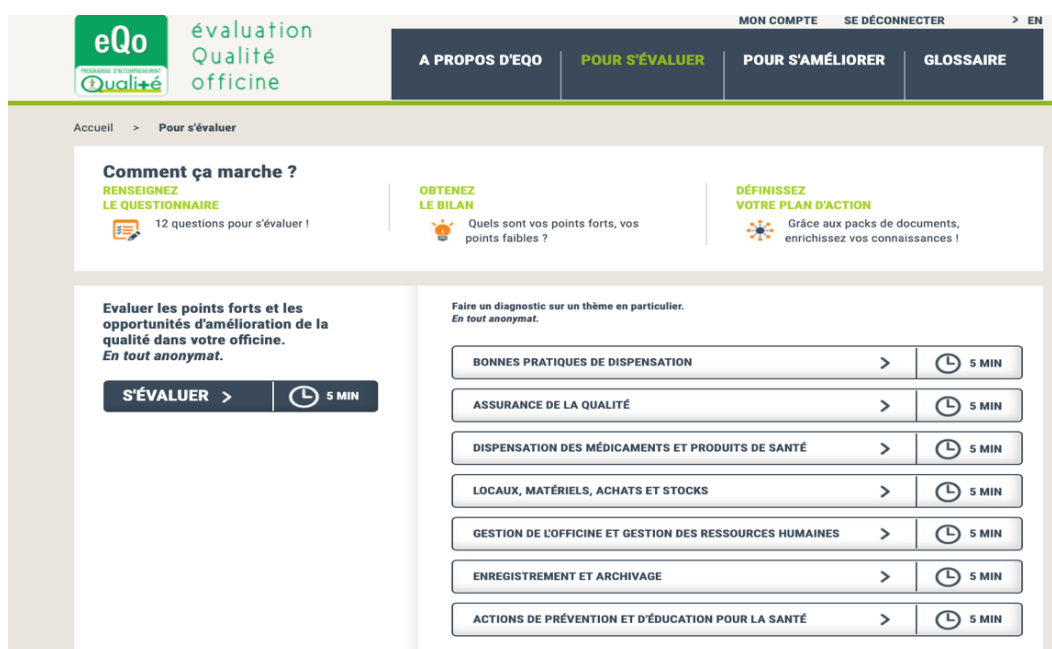 MON COMPTE SE DÉCONNECTER > EN
eQo
PROGRAMME D'ACCOMPAGNEMENT
Qualité
évaluation
Qualité
officine
A PROPOS D'EQO POUR S'ÉVALUER POUR S'AMÉLIORER GLOSSAIRE
Accueil > Pour s'évaluer
Comment ça marche ?
RENSEIGNEZ
LE QUESTIONNAIRE
12 questions pour s'évaluer !
OBTENEZ
LE BILAN
Quels sont vos points forts, vos
points faibles ?
DÉFINISSEZ
VOTRE PLAN D'ACTION
Grâce aux packs de documents,
enrichissez vos connaissances !
Evaluer les points forts et les
opportunités d'amélioration de la
qualité dans votre officine.
En tout anonymat.
S'ÉVALUER > 5 MIN
Faire un diagnostic sur un thème en particulier.
En tout anonymat.
BONNES PRATIQUES DE DISPENSATION > 5 MIN
ASSURANCE DE LA QUALITÉ > 5 MIN
DISPENSATION DES MÉDICAMENTS ET PRODUITS DE SANTÉ > 5 MIN
LOCAUX, MATÉRIELS, ACHATS ET STOCKS > 5 MIN
GESTION DE L'OFFICINE ET GESTION DES RESSOURCES HUMAINES > 5 MIN
ENREGISTREMENT ET ARCHIVAGE > 5 MIN
ACTIONS DE PRÉVENTION ET D'ÉDUCATION POUR LA SANTÉ > 5 MIN